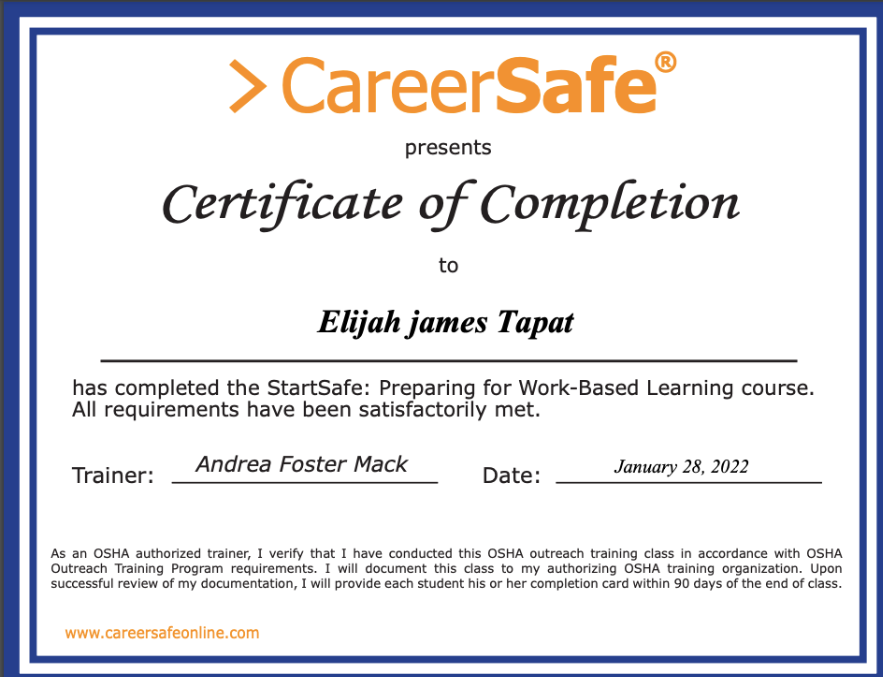 > CareerSafe®
presents
Certificate of Completion
to
Elijah james Tapat
has completed the StartSafe: Preparing for Work-Based Learning course.
All requirements have been satisfactorily met.
Trainer: Andrea Foster Mack Date: January 28, 2022
As an OSHA authorized trainer, I verify that I have conducted this OSHA outreach training class in accordance with OSHA
Outreach Training Program requirements. I will document this class to my authorizing OSHA training organization. Upon
successful review of my documentation, I will provide each student his or her completion card within 90 days of the end of class.
www.careersafeonline.com